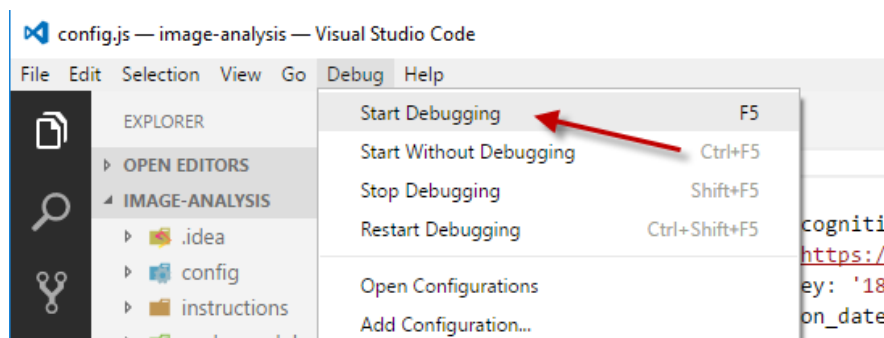 config.js — image-analysis — Visual Studio Code
File Edit Selection View Go Debug Help
EXPLORER
OPEN EDITORS
IMAGE-ANALYSIS
.idea
config
instructions
Start Debugging F5
Start Without Debugging Ctrl+F5
Stop Debugging Shift+F5
Restart Debugging Ctrl+Shift+F5
Open Configurations
Add Configuration...
cogniti
https:/
ey: '18
on_date